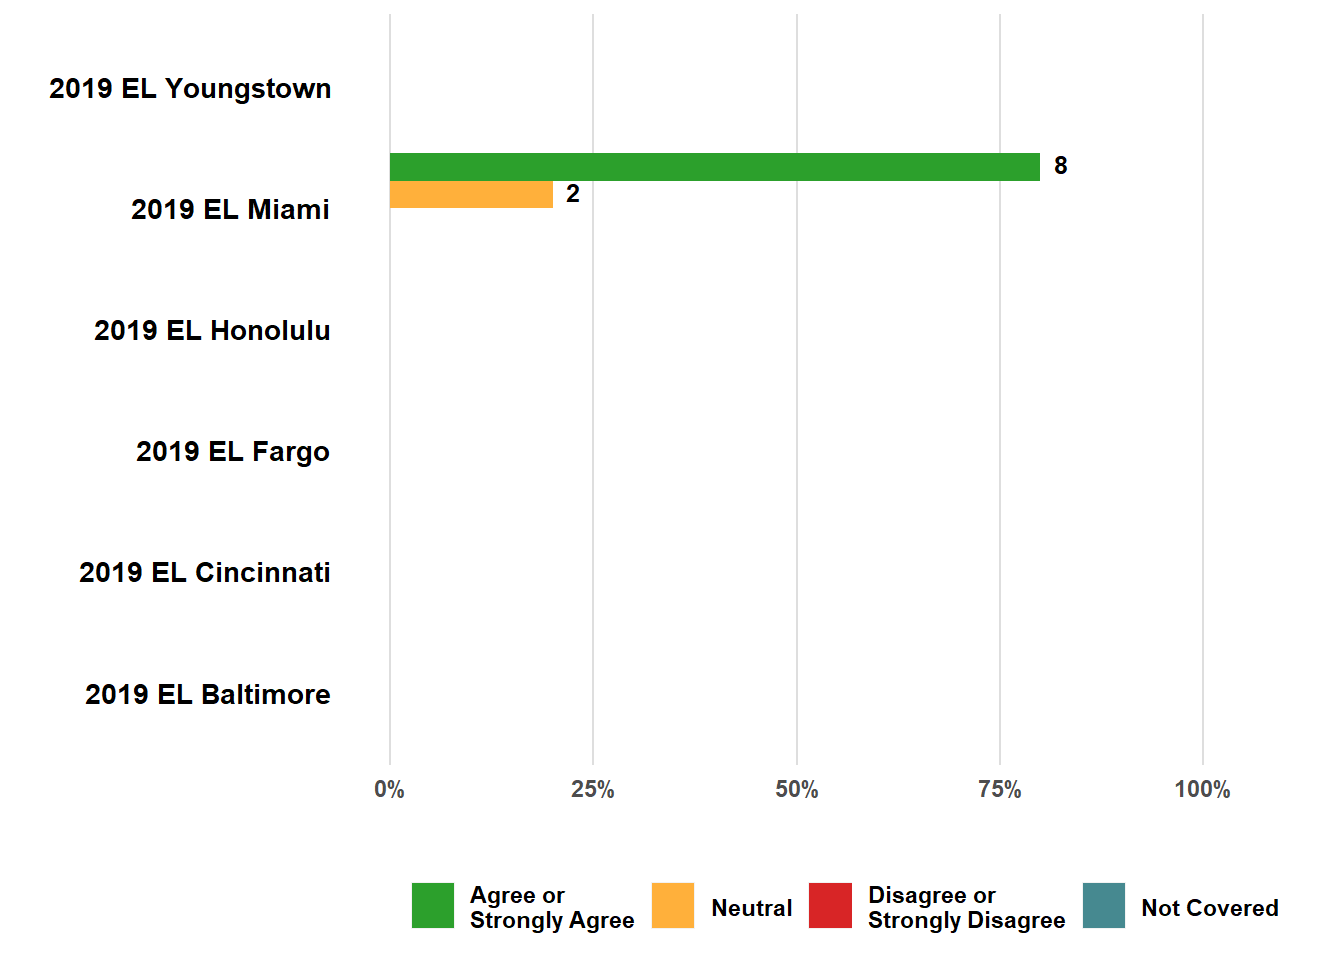 2019 EL Youngstown
8
2
2019 EL Miami
2019 EL Honolulu
2019 EL Fargo
2019 EL Cincinnati
2019 EL Baltimore
0%
25%
50%
75%
100%
Agree or
Strongly Agree
Neutral
Disagree or
Strongly Disagree
Not Covered